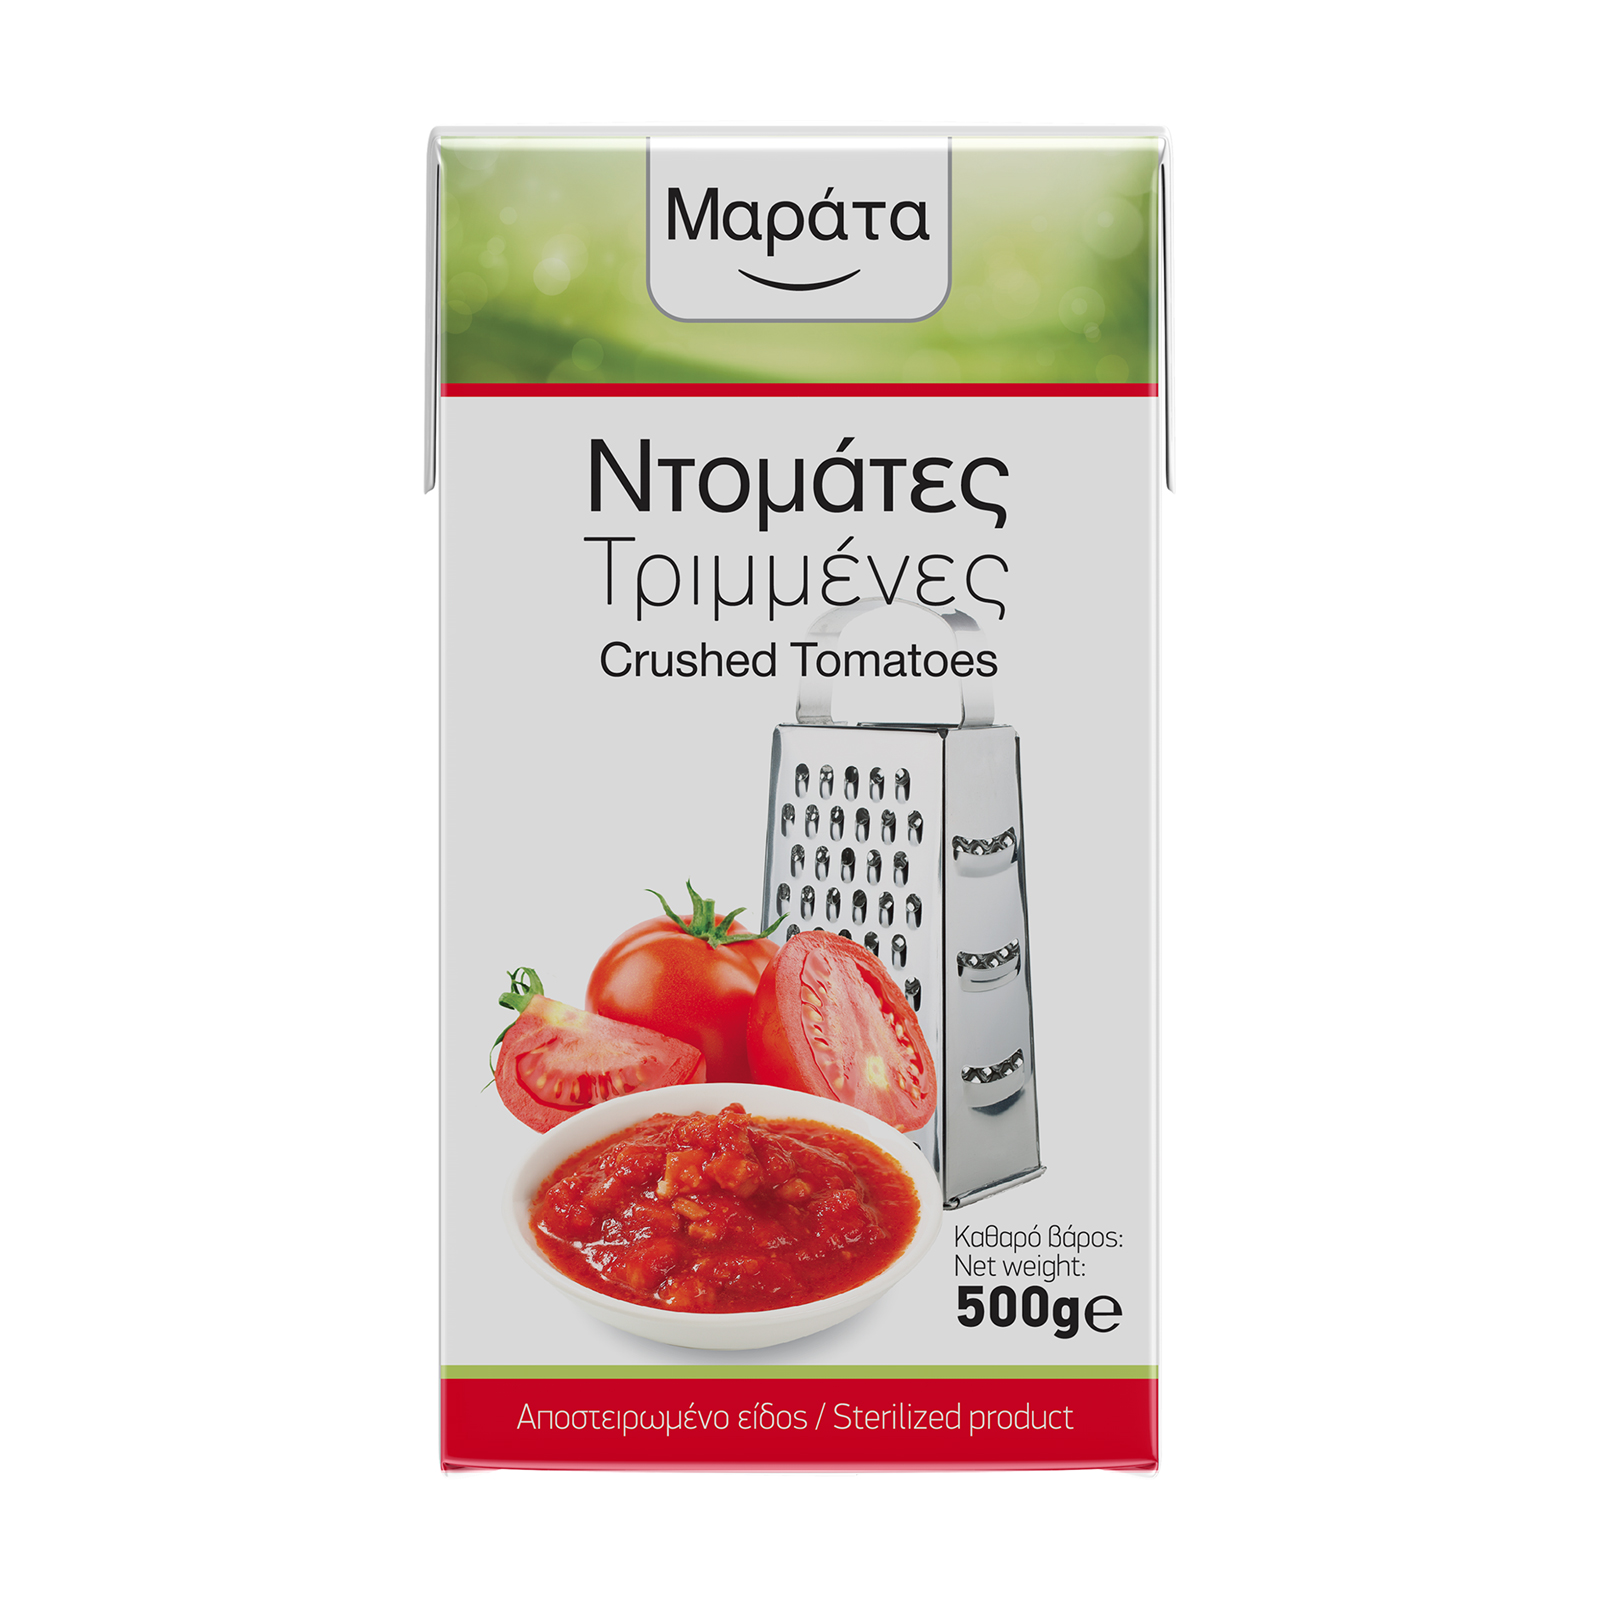 Μαράτα
Ντομάτες
Τριμμένες
Crushed Tomatoes
Καθαρό βάρος:
Net weight:
500g℮
Αποστειρωμένο είδος / Sterilized product